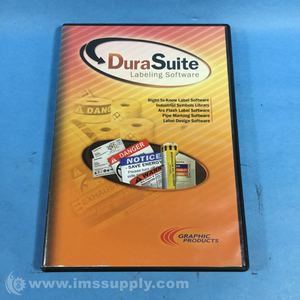 DuraSuite
Labeling Software
Right-To-Know Label Software
Industrial Symbols Library
Arc Flash Label Software
Pipe Marking Software
Label Design Software
DANGER
NOTICE
SAVE ENERGY
GRAPHIC
PRODUCTS
www.imssupply.com